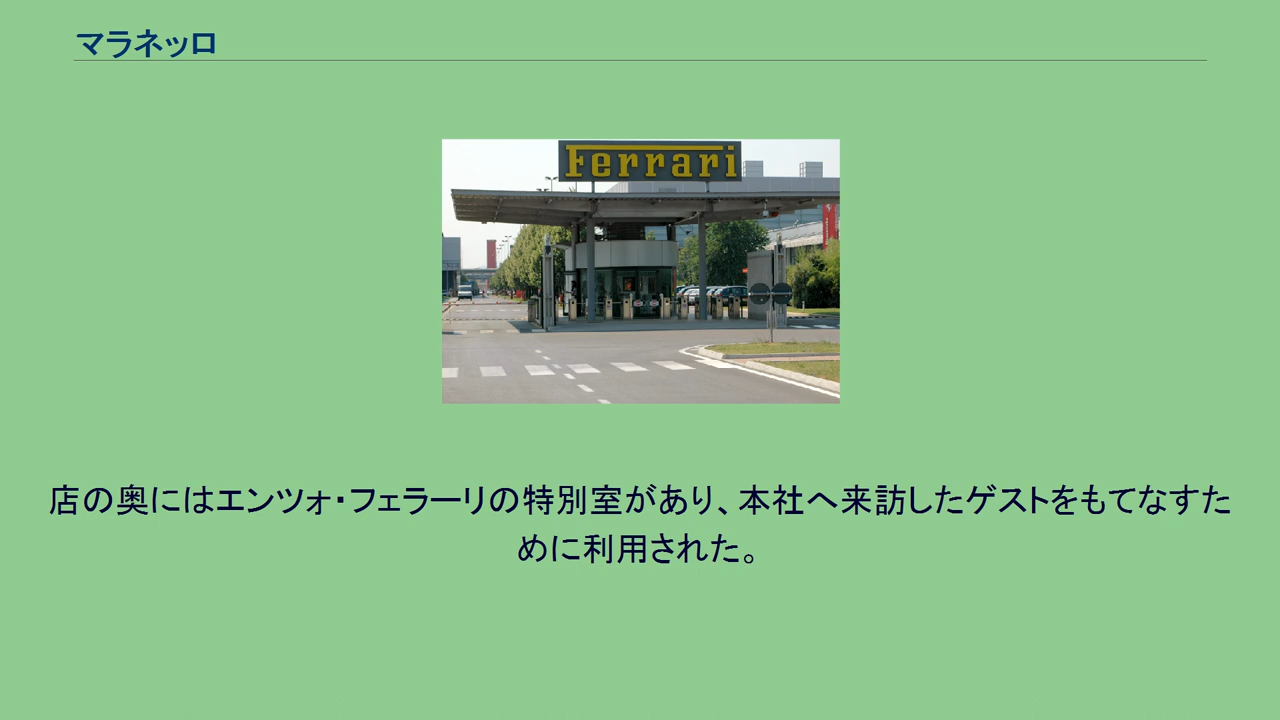 マラネッロ
Ferrari
店の奥にはエンツォ・フェラーリの特別室があり、本社へ来訪したゲストをもてなすた
めに利用された。